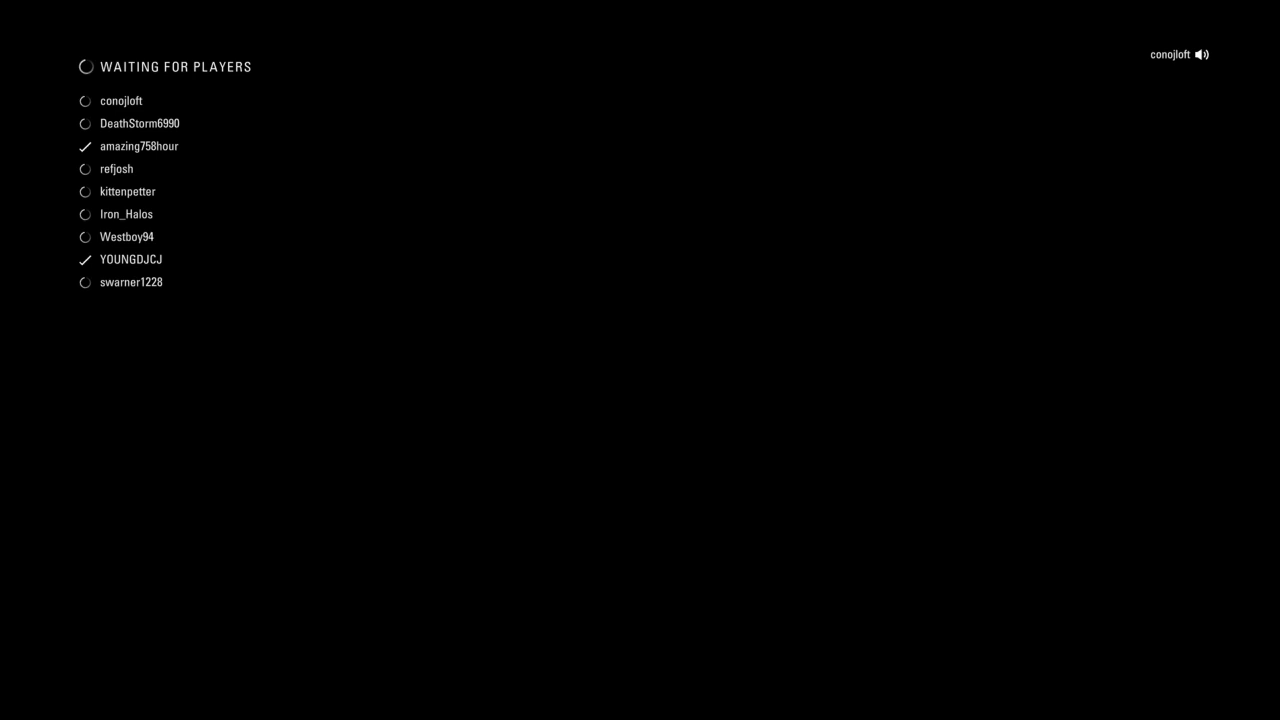 WAITING FOR PLAYERS
conojloft
conojloft
DeathStorm6990
amazing758hour
refjosh
kittenpetter
Iron_Halos
Westboy94
YOUNGDJCJ
swarner1228